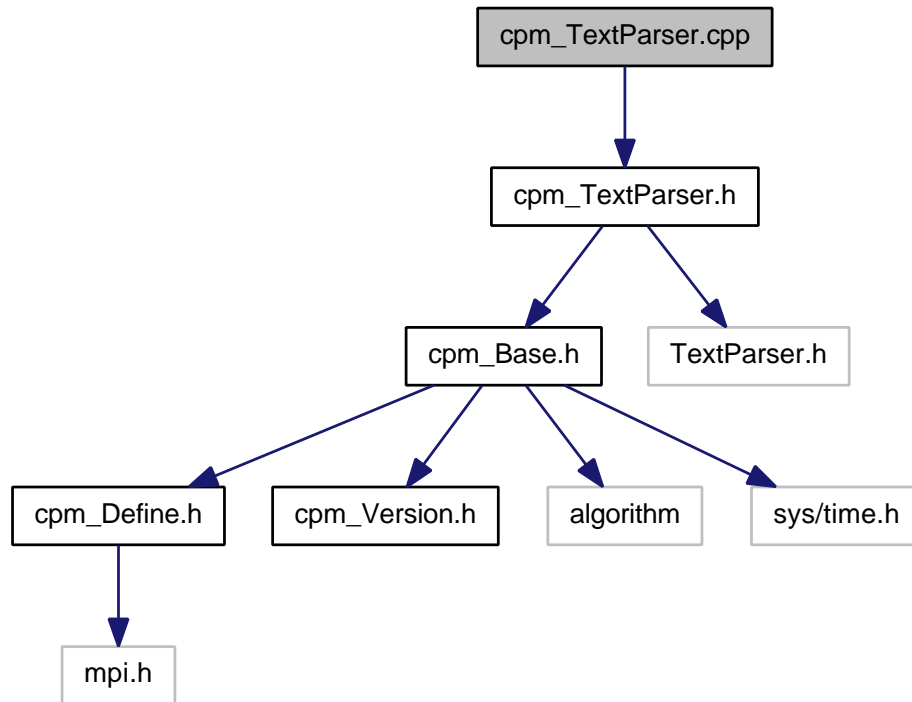 cpm_TextParser.cpp
cpm_TextParser.h
cpm_Base.h
TextParser.h
cpm_Define.h
cpm_Version.h
algorithm
sys/time.h
mpi.h